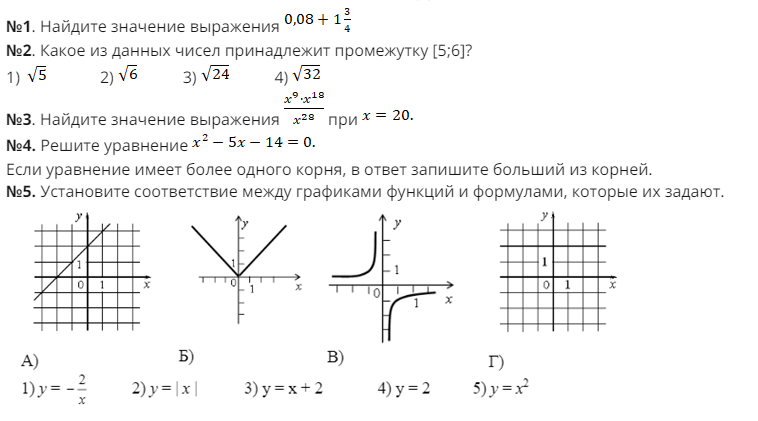 №1. Найдите значение выражения 0,08 + 1 3/4
№2. Какое из данных чисел принадлежит промежутку [5;6]?
1) √5 2) √6 3) √24 4) √32
№3. Найдите значение выражения x⁹·x¹⁸/x²⁸ при x = 20.
№4. Решите уравнение x² − 5x − 14 = 0.
Если уравнение имеет более одного корня, в ответ запишите больший из корней.
№5. Установите соответствие между графиками функций и формулами, которые их задают.
y 1 0 1 x
y 1 0 1 x
y 1 0 1 x
y 1 0 1 x
А) Б) В) Г)
1) y = − 2/x 2) y = | x | 3) y = x + 2 4) y = 2 5) y = x²